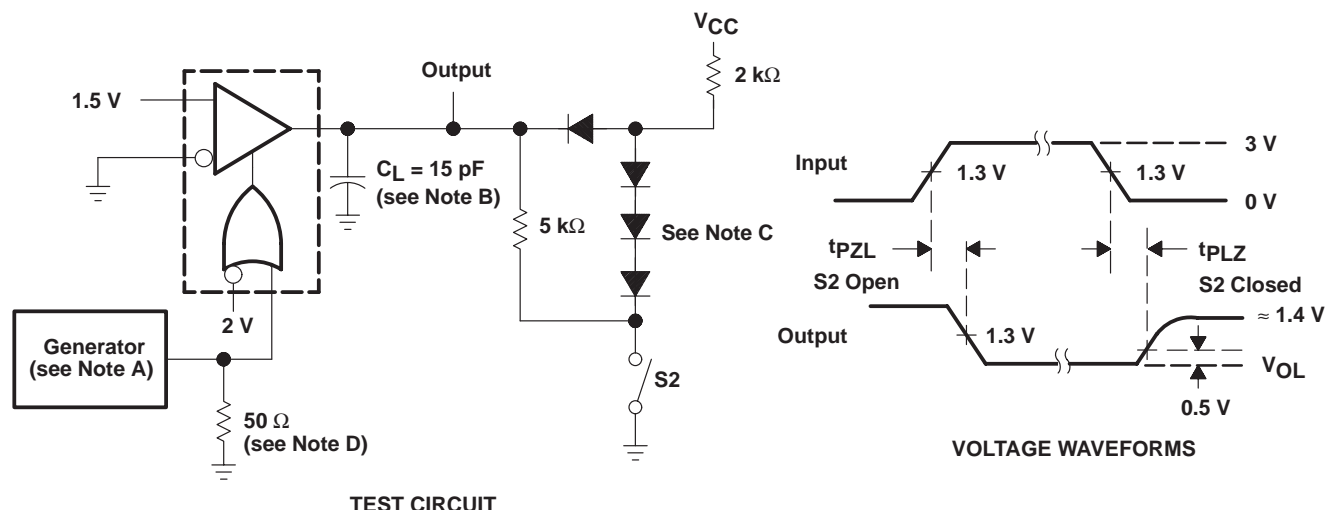 VCC
2 kΩ
Output
1.5 V
CL = 15 pF
(see Note B)
5 kΩ
See Note C
2 V
Generator
(see Note A)
50 Ω
(see Note D)
S2
TEST CIRCUIT
Input
3 V
1.3 V
1.3 V
0 V
tPZL
tPLZ
S2 Open
S2 Closed
≈ 1.4 V
Output
1.3 V
VOL
0.5 V
VOLTAGE WAVEFORMS